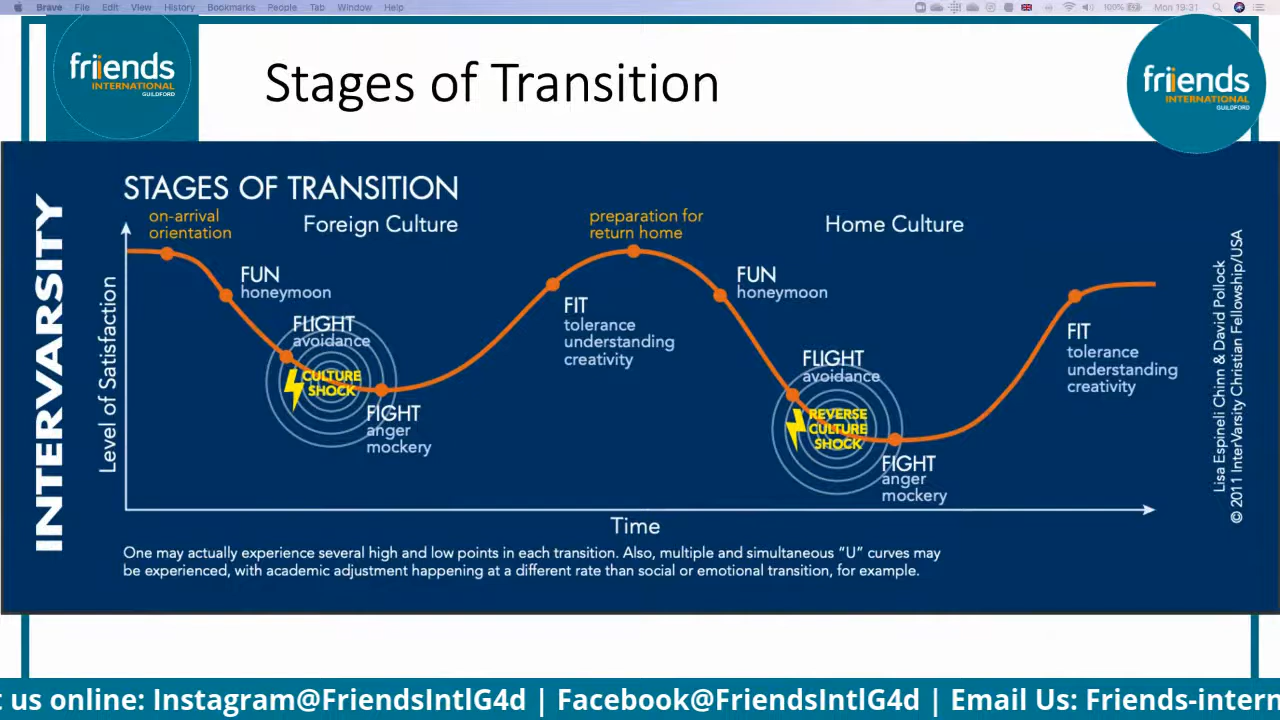 Brave File Edit View History Bookmarks People Tab Window Help 100% Mon 19:31
friends
INTERNATIONAL
GUILDFORD
Stages of Transition
friends
INTERNATIONAL
GUILDFORD
INTERVARSITY
STAGES OF TRANSITION
on-arrival
orientation
Foreign Culture
preparation for
return home
Home Culture
Level of Satisfaction
FUN
honeymoon
FLIGHT
avoidance
CULTURE
SHOCK
FIGHT
anger
mockery
FIT
tolerance
understanding
creativity
FUN
honeymoon
FLIGHT
avoidance
REVERSE
CULTURE
SHOCK
FIGHT
anger
mockery
FIT
tolerance
understanding
creativity
Time
One may actually experience several high and low points in each transition. Also, multiple and simultaneous “U” curves may
be experienced, with academic adjustment happening at a different rate than social or emotional transition, for example.
Lisa Espineli Chinn & David Pollock
© 2011 InterVarsity Christian Fellowship/USA
t us online: Instagram@FriendsIntlG4d | Facebook@FriendsIntlG4d | Email Us: Friends-intern